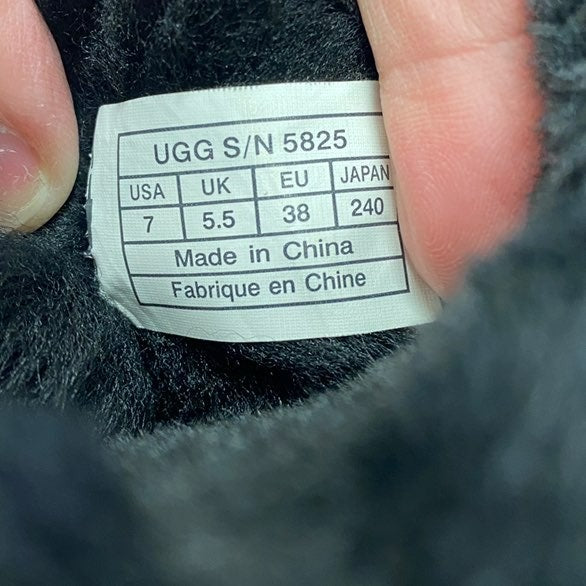 UGG S/N 5825
USA UK EU JAPAN
7 5.5 38 240
Made in China
Fabrique en Chine